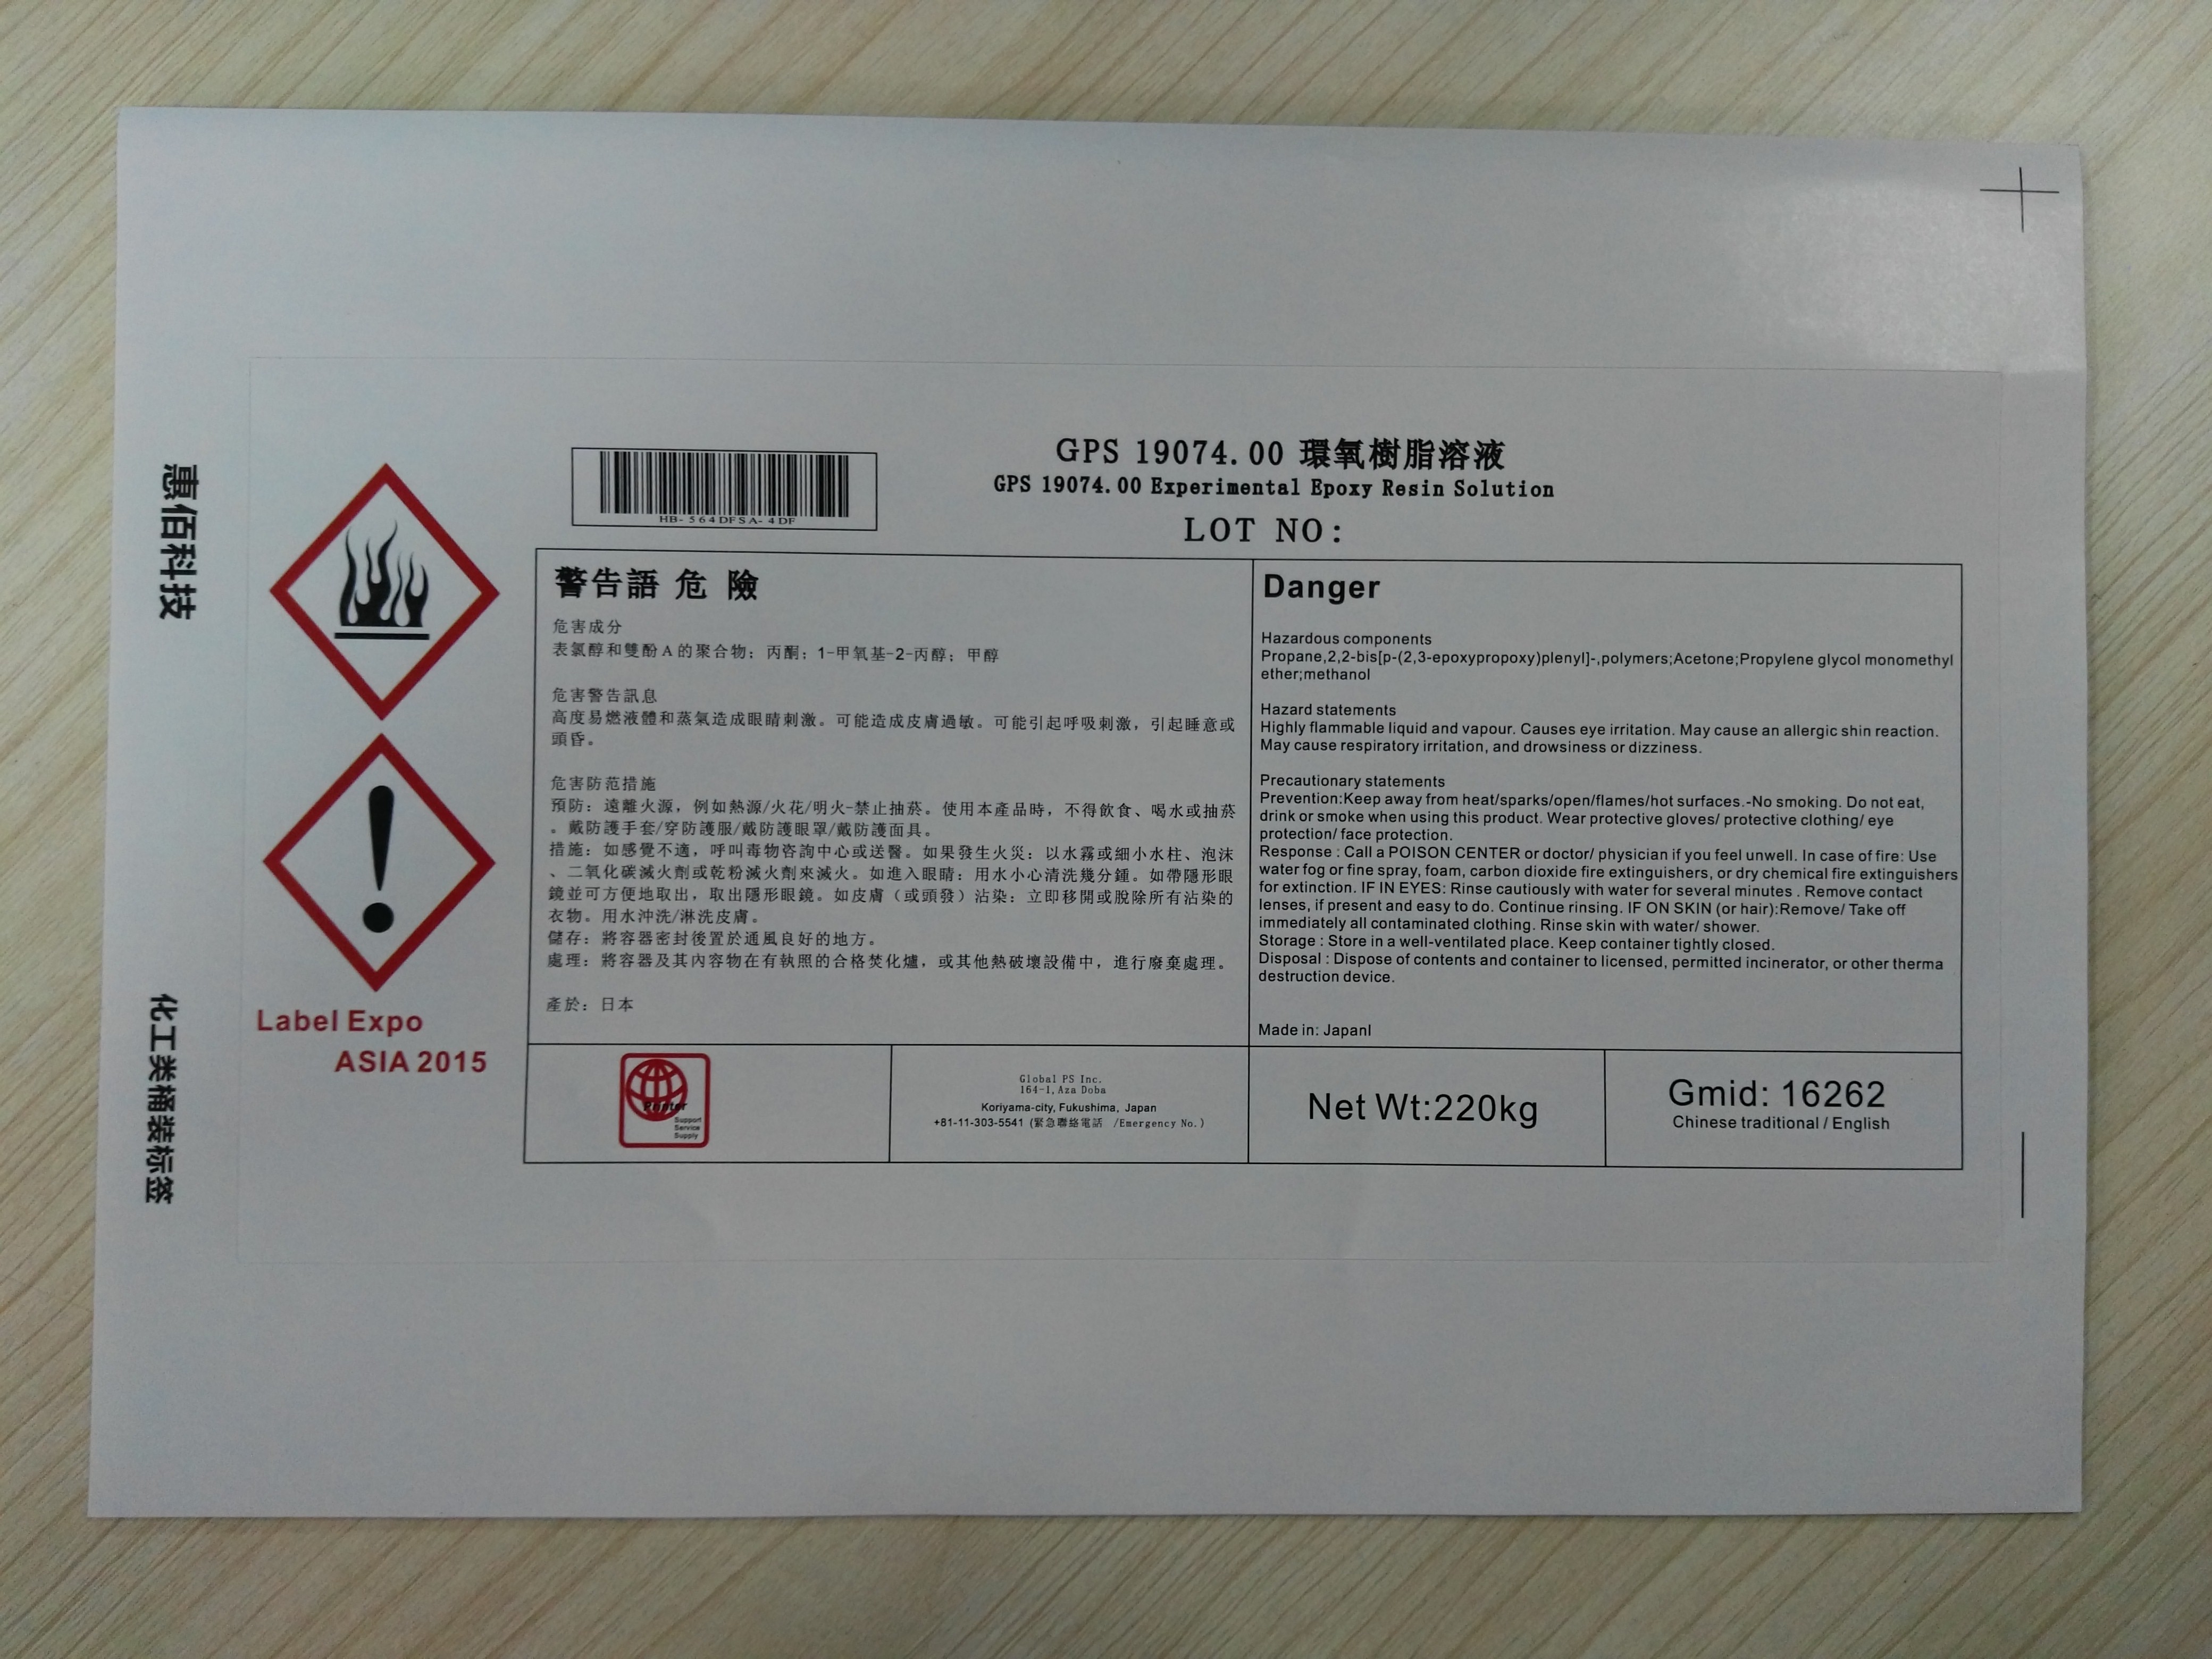 惠佰科技
化工类桶装标签
Label Expo
ASIA 2015
HB-564DFSA-4DF
GPS 19074.00 環氧樹脂溶液
GPS 19074.00 Experimental Epoxy Resin Solution
LOT NO:
警告語 危 險
危害成分
表氯醇和雙酚A的聚合物；丙酮；1-甲氧基-2-丙醇；甲醇
危害警告訊息
高度易燃液體和蒸氣造成眼睛刺激。可能造成皮膚過敏。可能引起呼吸刺激，引起睡意或
頭昏。
危害防范措施
預防：遠離火源，例如熱源/火花/明火-禁止抽菸。使用本產品時，不得飲食、喝水或抽菸
。戴防護手套/穿防護服/戴防護眼罩/戴防護面具。
措施：如感覺不適，呼叫毒物咨詢中心或送醫。如果發生火災：以水霧或細小水柱、泡沫
、二氧化碳滅火劑或乾粉滅火劑來滅火。如進入眼睛：用水小心清洗幾分鍾。如帶隱形眼
鏡並可方便地取出，取出隱形眼鏡。如皮膚（或頭發）沾染：立即移開或脫除所有沾染的
衣物。用水沖洗/淋洗皮膚。
儲存：將容器密封後置於通風良好的地方。
處理：將容器及其內容物在有執照的合格焚化爐，或其他熱破壞設備中，進行廢棄處理。
產於：日本
Danger
Hazardous components
Propane,2,2-bis[p-(2,3-epoxypropoxy)plenyl]-,polymers;Acetone;Propylene glycol monomethyl
ether;methanol
Hazard statements
Highly flammable liquid and vapour. Causes eye irritation. May cause an allergic shin reaction.
May cause respiratory irritation, and drowsiness or dizziness.
Precautionary statements
Prevention:Keep away from heat/sparks/open/flames/hot surfaces.-No smoking. Do not eat,
drink or smoke when using this product. Wear protective gloves/ protective clothing/ eye
protection/ face protection.
Response : Call a POISON CENTER or doctor/ physician if you feel unwell. In case of fire: Use
water fog or fine spray, foam, carbon dioxide fire extinguishers, or dry chemical fire extinguishers
for extinction. IF IN EYES: Rinse cautiously with water for several minutes . Remove contact
lenses, if present and easy to do. Continue rinsing. IF ON SKIN (or hair):Remove/ Take off
immediately all contaminated clothing. Rinse skin with water/ shower.
Storage : Store in a well-ventilated place. Keep container tightly closed.
Disposal : Dispose of contents and container to licensed, permitted incinerator, or other therma
destruction device.
Made in: JapanI
Printer
Support
Service
Supply
Global PS Inc.
164-1, Aza Doba
Koriyama-city, Fukushima, Japan
+81-11-303-5541 (緊急聯絡電話 /Emergency No.)
Net Wt:220kg
Gmid: 16262
Chinese traditional / English